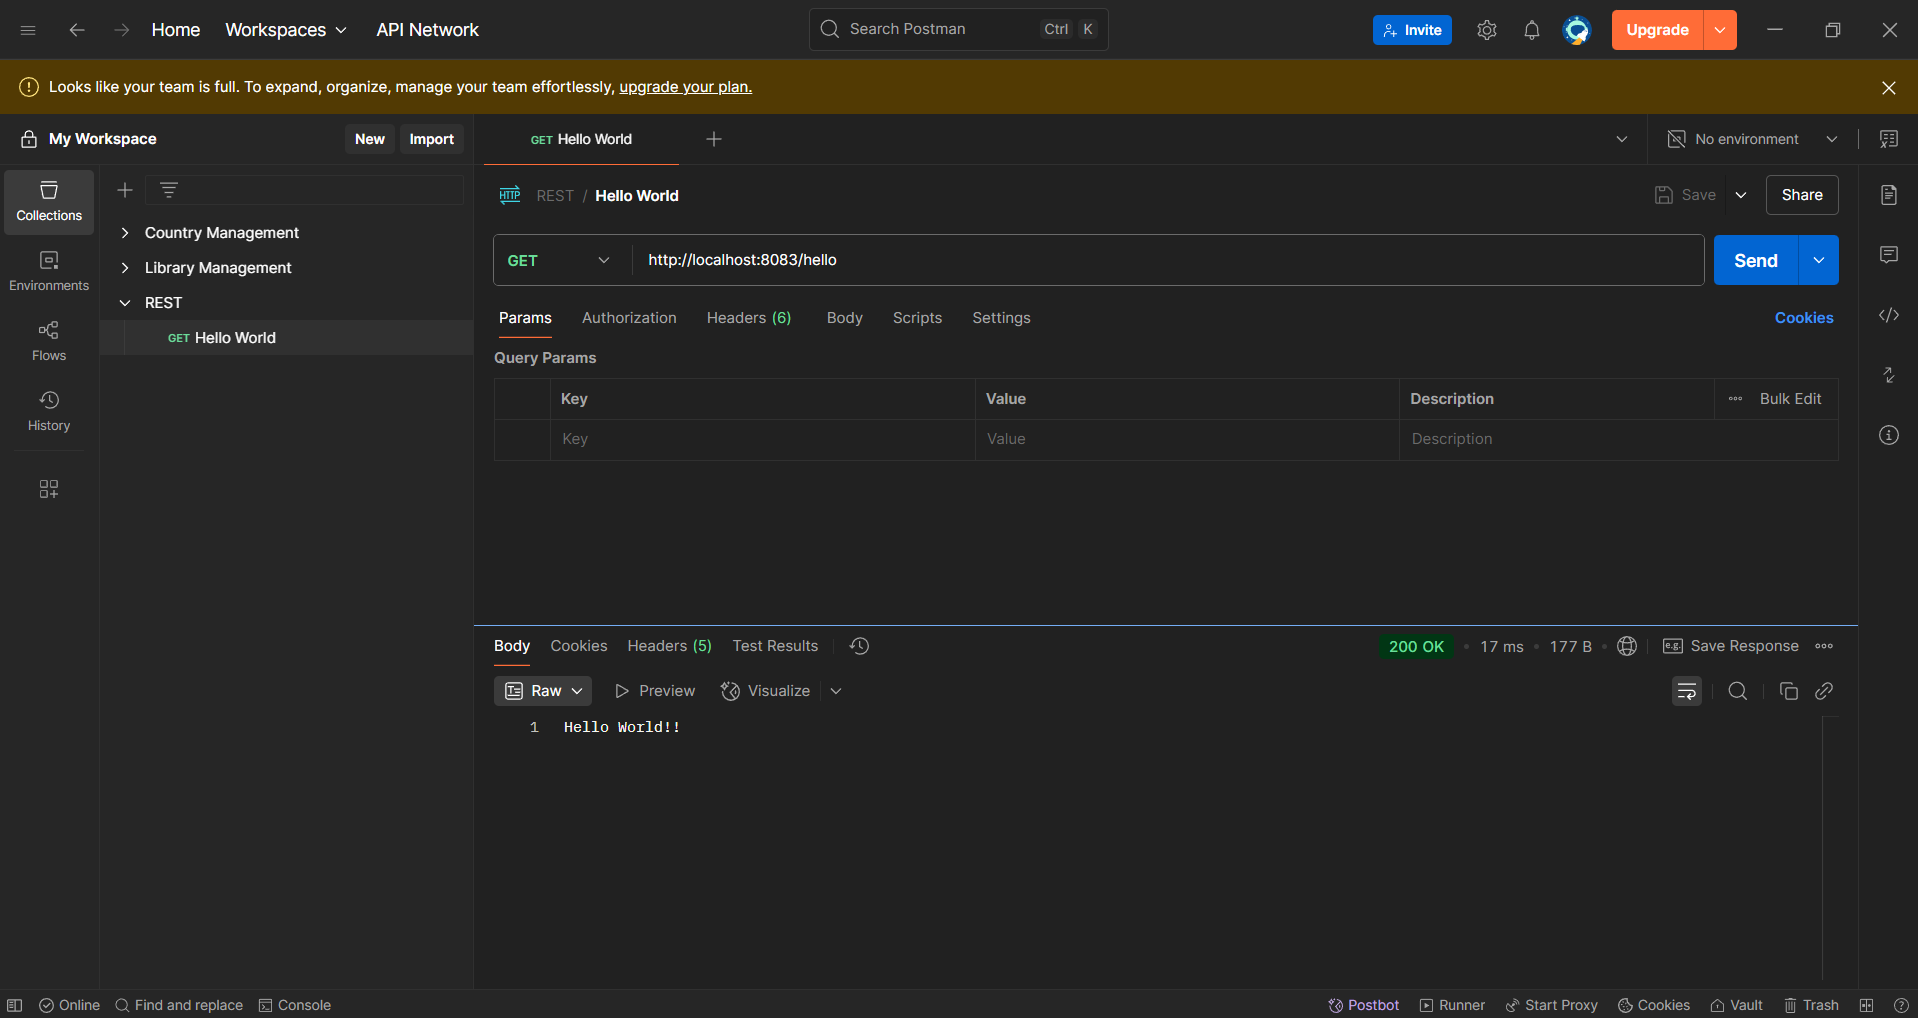 Home Workspaces API Network Search Postman Ctrl K Invite Upgrade
Looks like your team is full. To expand, organize, manage your team effortlessly, upgrade your plan.
My Workspace New Import GET Hello World No environment
Collections
Environments
Flows
History
Country Management
Library Management
REST
GET Hello World
HTTP REST / Hello World Save Share
GET http://localhost:8083/hello Send
Params Authorization Headers (6) Body Scripts Settings Cookies
Query Params
Key Value Description Bulk Edit
Key Value Description
Body Cookies Headers (5) Test Results 200 OK • 17 ms • 177 B • e.g. Save Response
Raw Preview Visualize
1 Hello World!!
Online Find and replace Console Postbot Runner Start Proxy Cookies Vault Trash